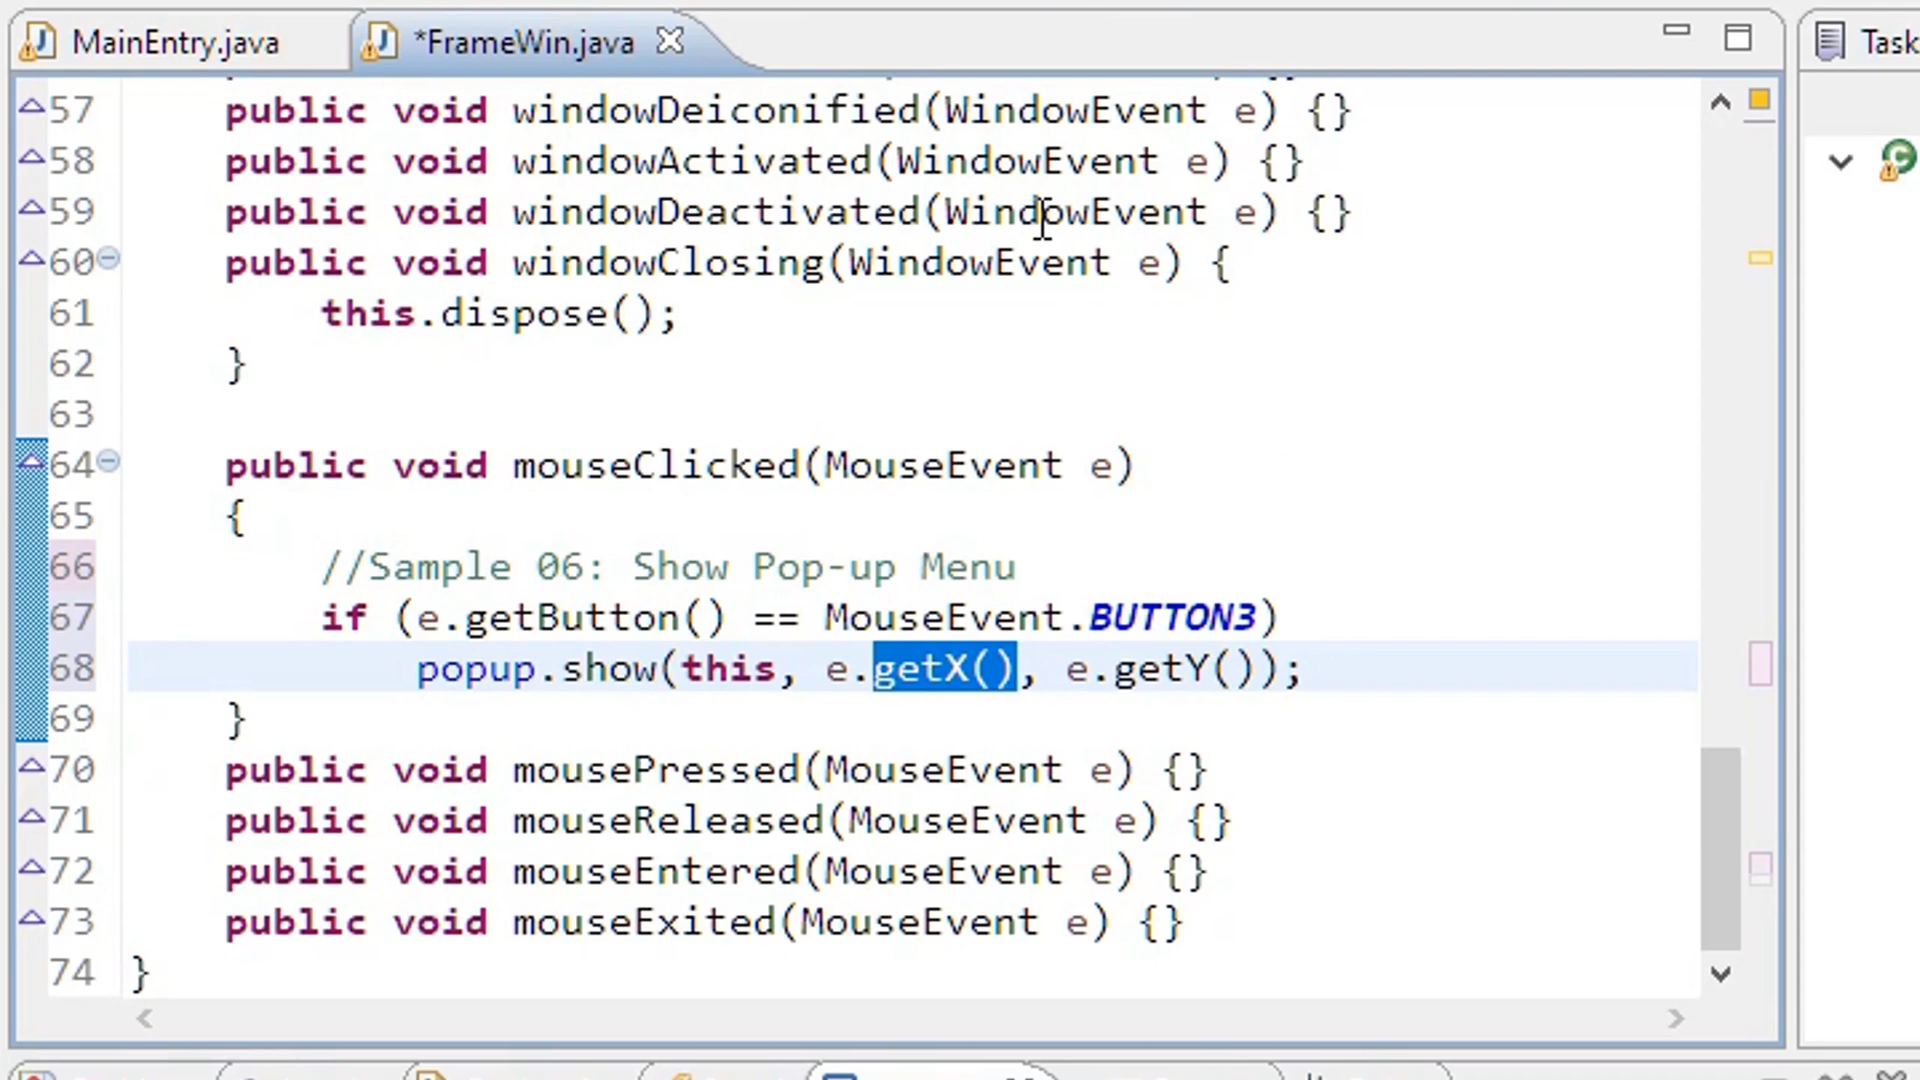 MainEntry.java
*FrameWin.java
Task
57 public void windowDeiconified(WindowEvent e) {}
58 public void windowActivated(WindowEvent e) {}
59 public void windowDeactivated(WindowEvent e) {}
60 public void windowClosing(WindowEvent e) {
61 this.dispose();
62 }
63
64 public void mouseClicked(MouseEvent e)
65 {
66 //Sample 06: Show Pop-up Menu
67 if (e.getButton() == MouseEvent.BUTTON3)
68 popup.show(this, e.getX(), e.getY());
69 }
70 public void mousePressed(MouseEvent e) {}
71 public void mouseReleased(MouseEvent e) {}
72 public void mouseEntered(MouseEvent e) {}
73 public void mouseExited(MouseEvent e) {}
74 }